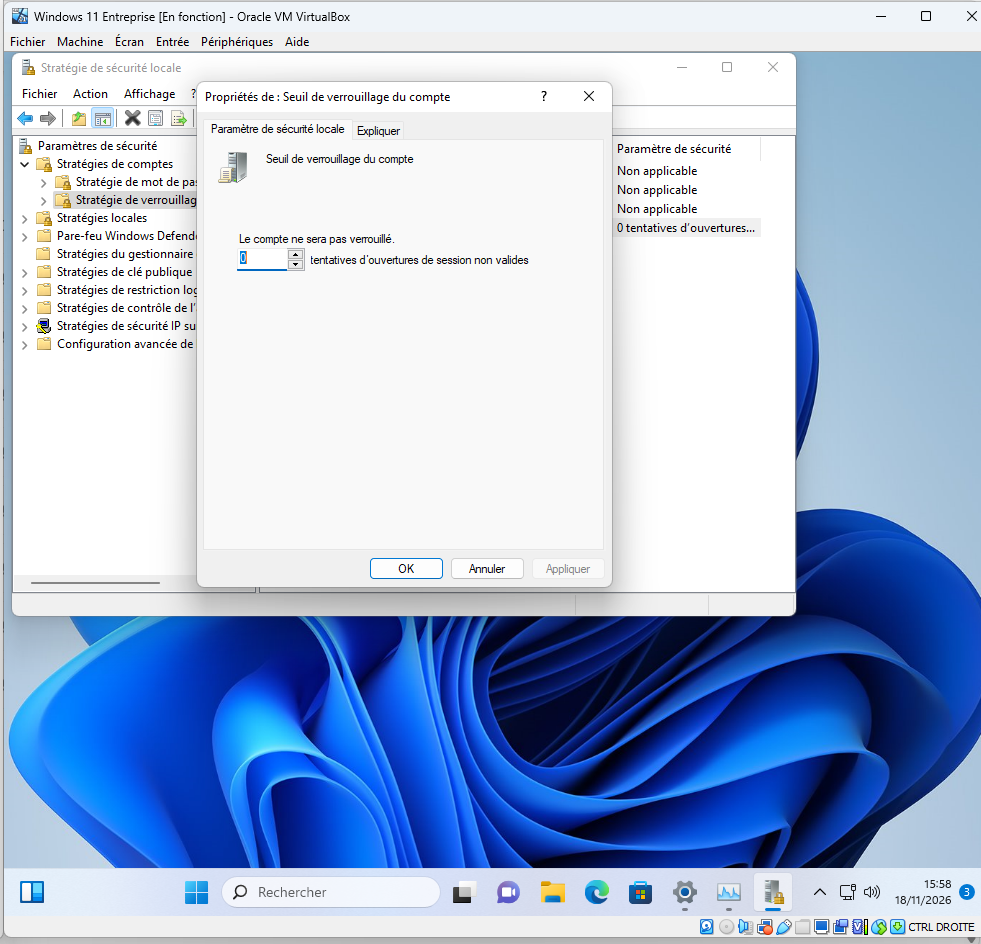 Windows 11 Entreprise [En fonction] - Oracle VM VirtualBox
Fichier Machine Écran Entrée Périphériques Aide
Stratégie de sécurité locale
Fichier Action Affichage ?
Propriétés de : Seuil de verrouillage du compte ?
Paramètre de sécurité locale Expliquer
Seuil de verrouillage du compte
Le compte ne sera pas verrouillé.
0 tentatives d'ouvertures de session non valides
OK Annuler Appliquer
Paramètres de sécurité
Stratégies de comptes
Stratégie de mot de pas
Stratégie de verrouillag
Stratégies locales
Pare-feu Windows Defende
Stratégies du gestionnaire
Stratégies de clé publique
Stratégies de restriction log
Stratégies de contrôle de l'
Stratégies de sécurité IP su
Configuration avancée de
Paramètre de sécurité
Non applicable
Non applicable
Non applicable
0 tentatives d'ouvertures...
Rechercher
15:58
18/11/2026
3
CTRL DROITE